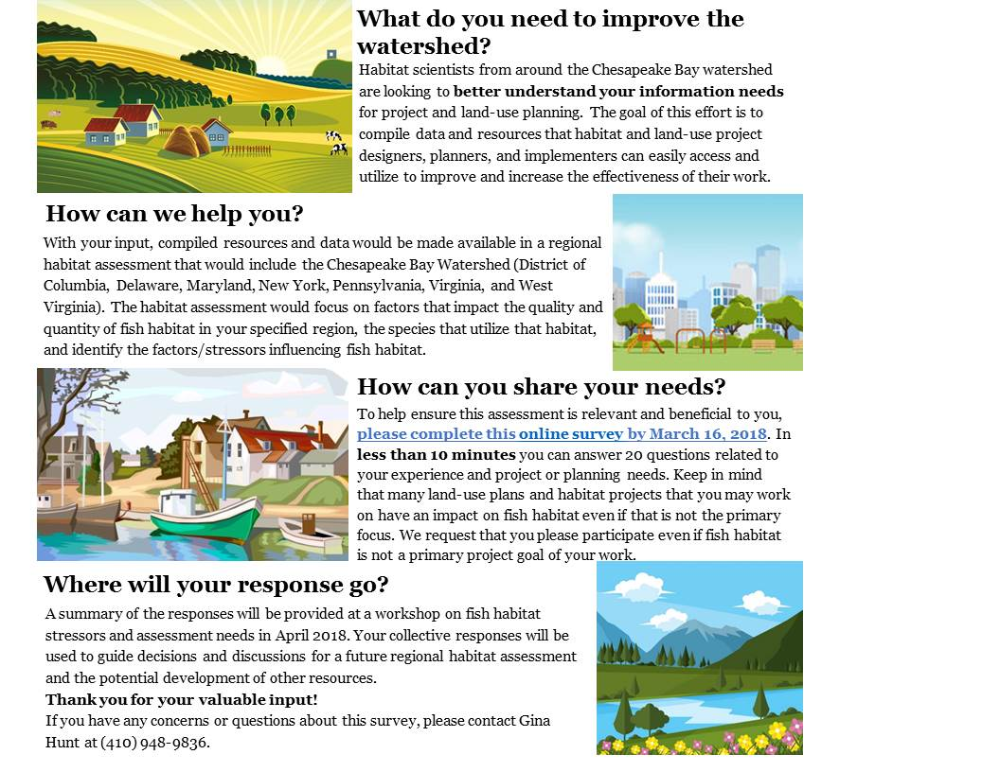 What do you need to improve the
watershed?
Habitat scientists from around the Chesapeake Bay watershed
are looking to better understand your information needs
for project and land-use planning. The goal of this effort is to
compile data and resources that habitat and land-use project
designers, planners, and implementers can easily access and
utilize to improve and increase the effectiveness of their work.
How can we help you?
With your input, compiled resources and data would be made available in a regional
habitat assessment that would include the Chesapeake Bay Watershed (District of
Columbia, Delaware, Maryland, New York, Pennsylvania, Virginia, and West
Virginia). The habitat assessment would focus on factors that impact the quality and
quantity of fish habitat in your specified region, the species that utilize that habitat,
and identify the factors/stressors influencing fish habitat.
How can you share your needs?
To help ensure this assessment is relevant and beneficial to you,
please complete this online survey by March 16, 2018. In
less than 10 minutes you can answer 20 questions related to
your experience and project or planning needs. Keep in mind
that many land-use plans and habitat projects that you may work
on have an impact on fish habitat even if that is not the primary
focus. We request that you please participate even if fish habitat
is not a primary project goal of your work.
Where will your response go?
A summary of the responses will be provided at a workshop on fish habitat
stressors and assessment needs in April 2018. Your collective responses will be
used to guide decisions and discussions for a future regional habitat assessment
and the potential development of other resources.
Thank you for your valuable input!
If you have any concerns or questions about this survey, please contact Gina
Hunt at (410) 948-9836.